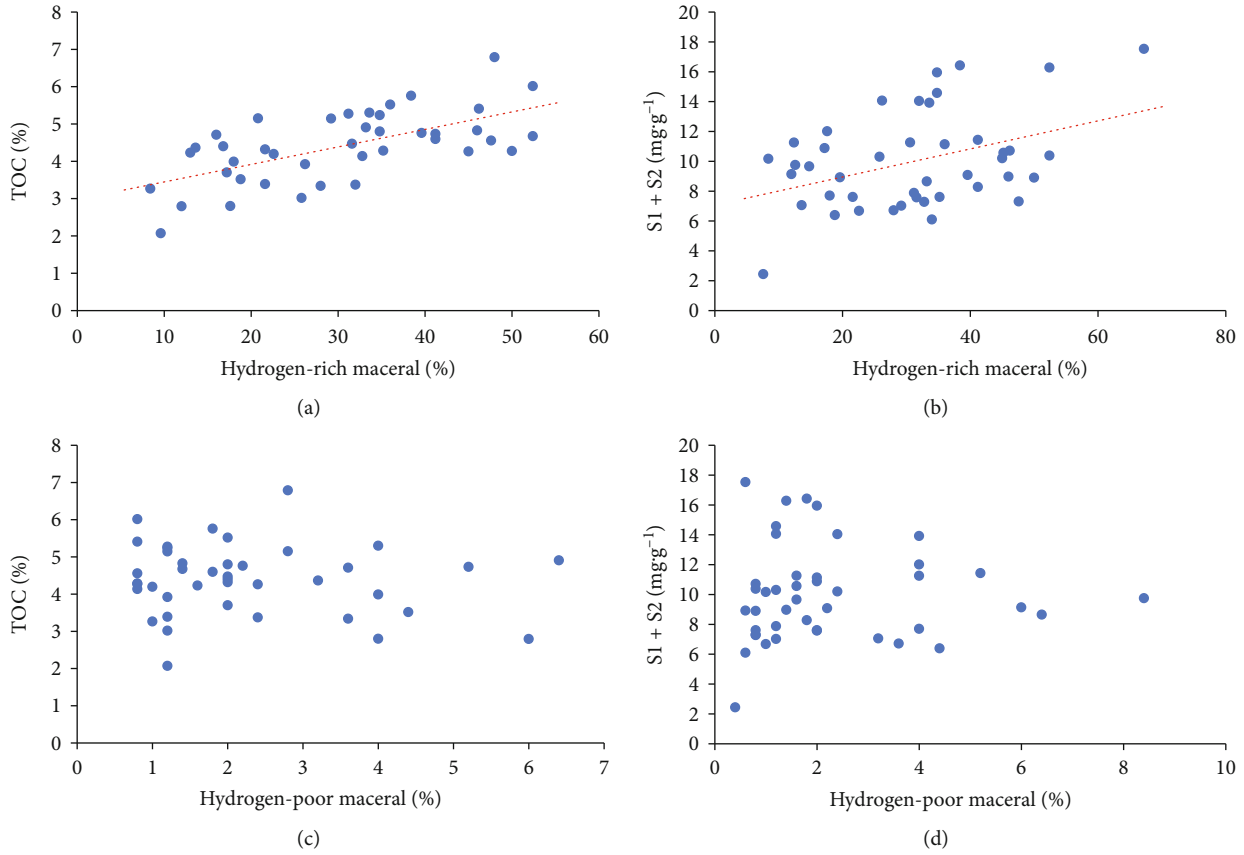 8
7
6
5
4
3
2
1
0
TOC (%)
0 10 20 30 40 50 60
Hydrogen-rich maceral (%)
(a)
20
18
16
14
12
10
8
6
4
2
0
S1 + S2 (mg·g⁻¹)
0 20 40 60 80
Hydrogen-rich maceral (%)
(b)
8
7
6
5
4
3
2
1
0
TOC (%)
0 1 2 3 4 5 6 7
Hydrogen-poor maceral (%)
(c)
20
18
16
14
12
10
8
6
4
2
0
S1 + S2 (mg·g⁻¹)
0 2 4 6 8 10
Hydrogen-poor maceral (%)
(d)